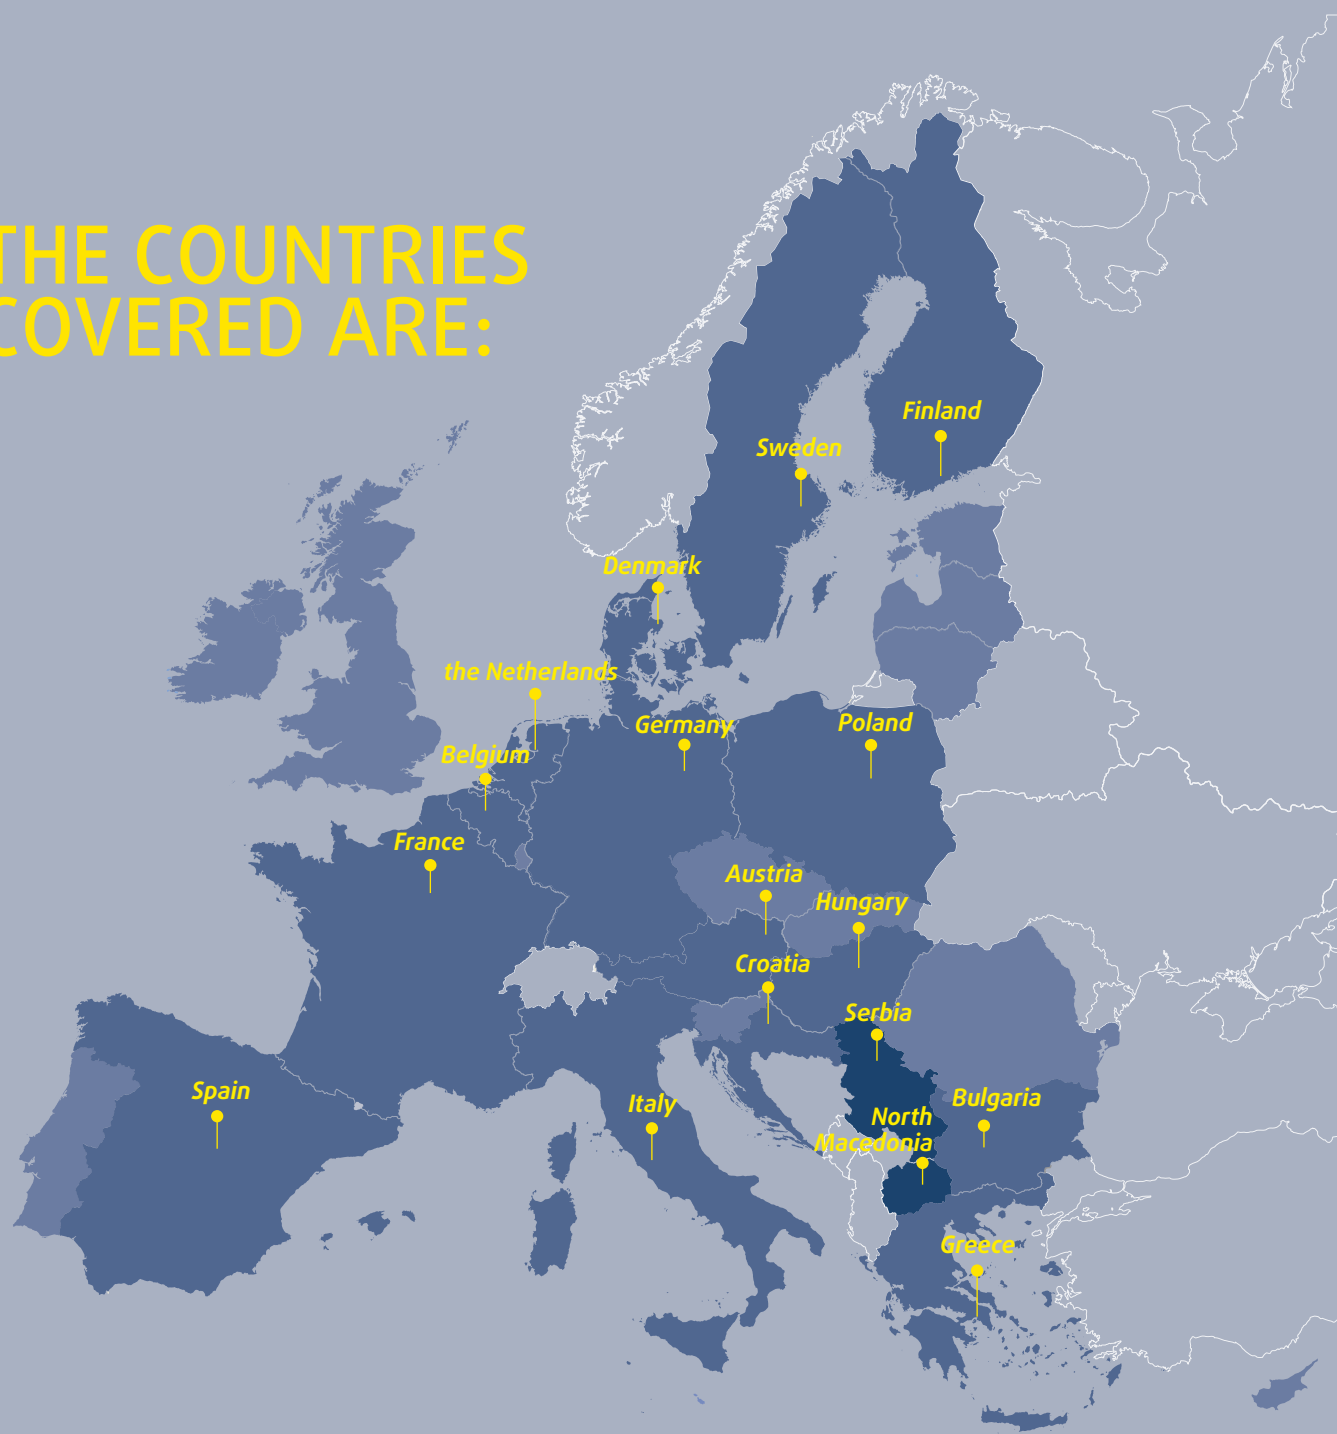 THE COUNTRIES
COVERED ARE:
Finland
Sweden
Denmark
the Netherlands
Germany
Poland
Belgium
France
Austria
Hungary
Croatia
Serbia
Spain
Italy
Bulgaria
North
Macedonia
Greece